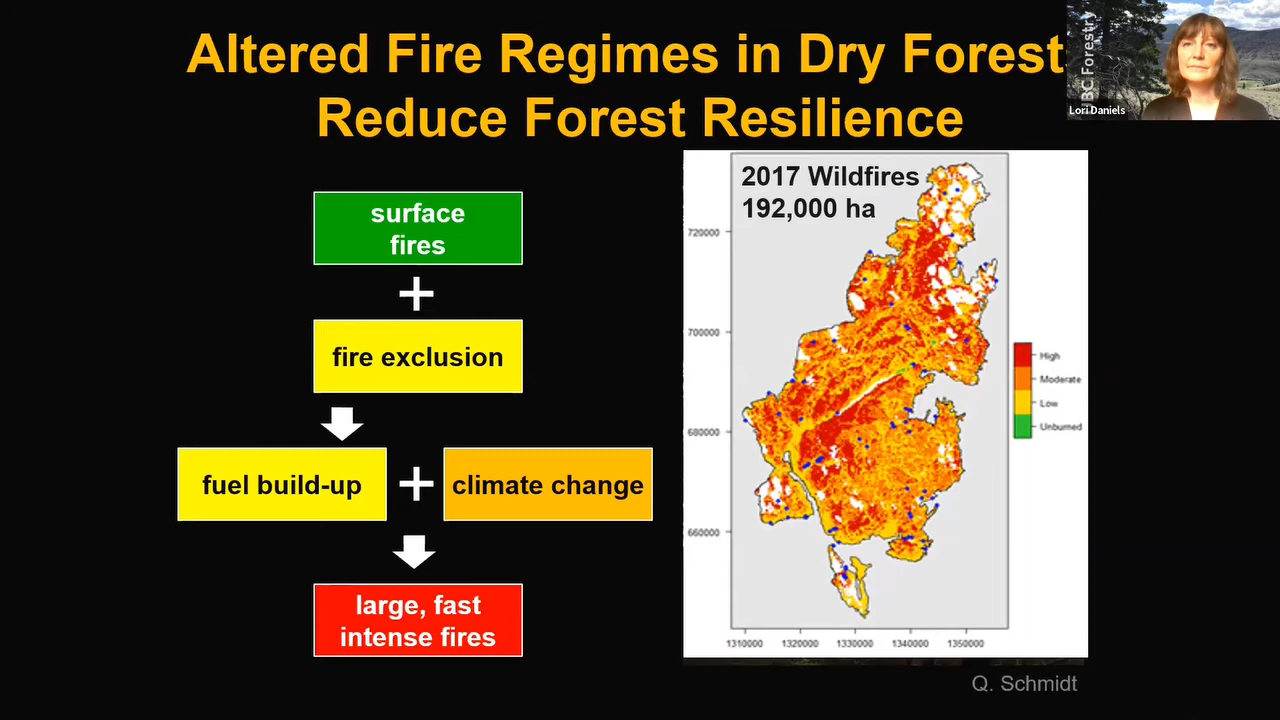 Altered Fire Regimes in Dry Forest
Reduce Forest Resilience
UBC Forestry
Lori Daniels
surface
fires
+
fire exclusion
fuel build-up
+
climate change
large, fast
intense fires
2017 Wildfires
192,000 ha
720000
700000
680000
660000
1310000
1320000
1330000
1340000
1350000
High
Moderate
Low
Unburned
Q. Schmidt